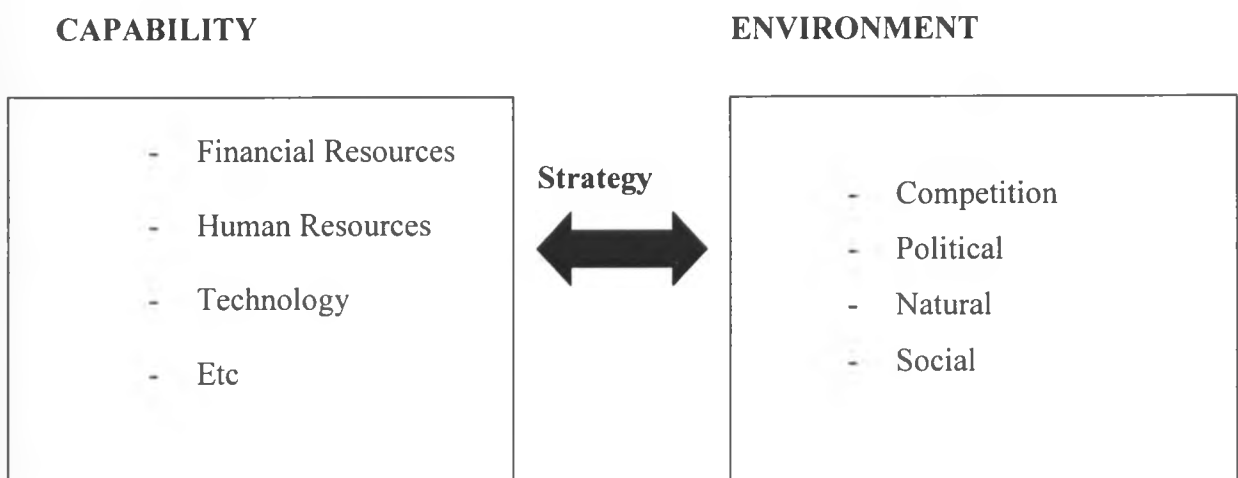 CAPABILITY
ENVIRONMENT
- Financial Resources
- Human Resources
- Technology
- Etc
Strategy
- Competition
- Political
- Natural
- Social